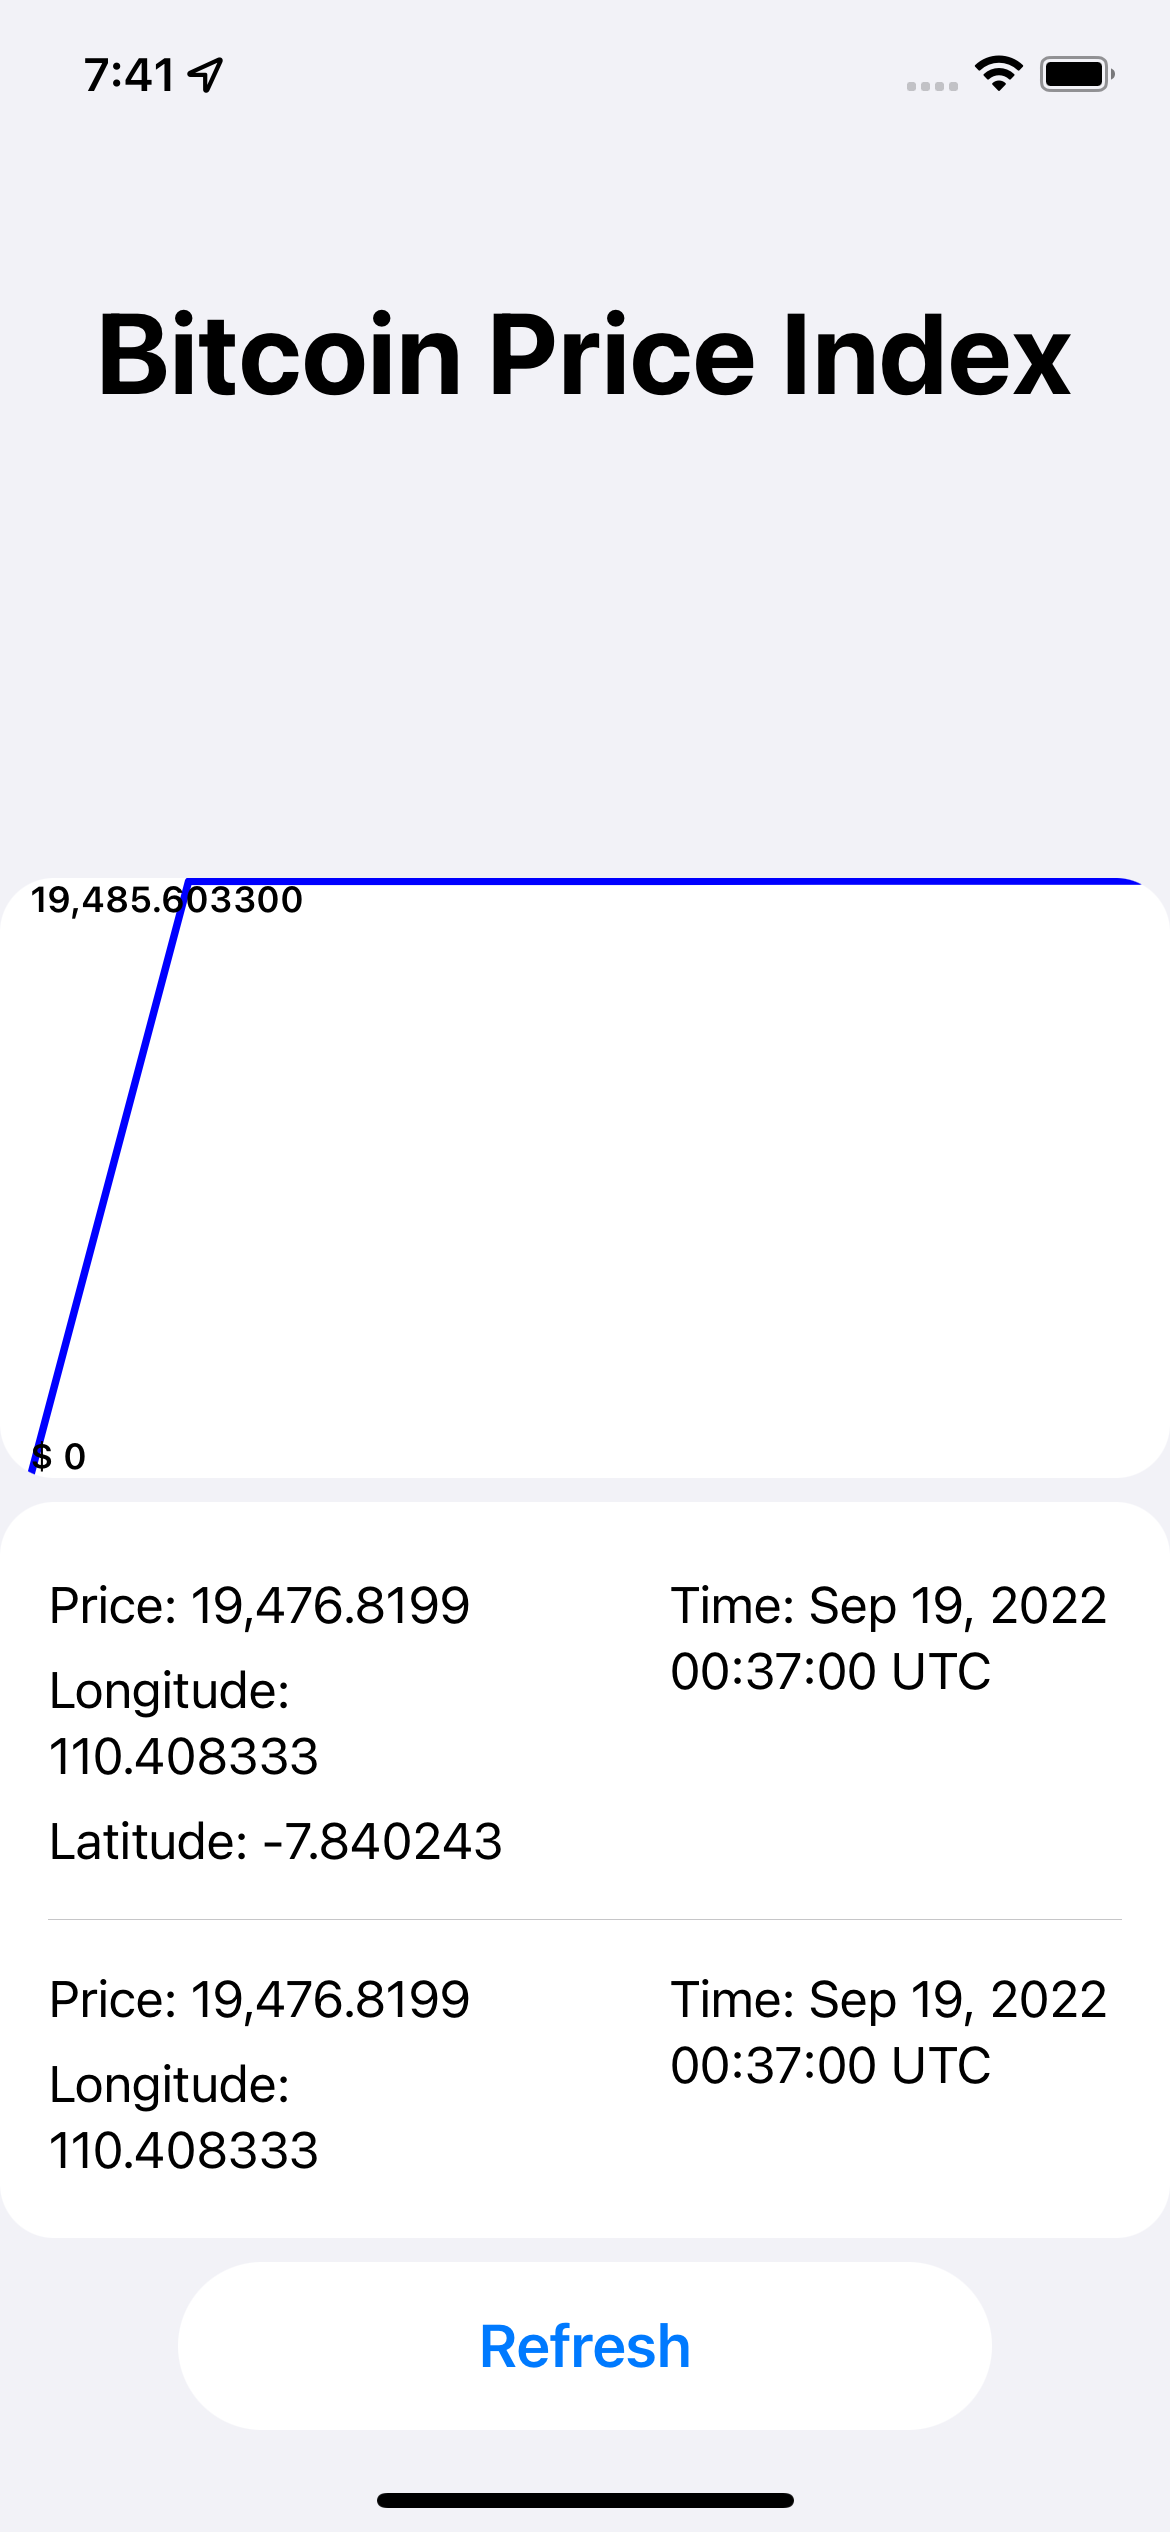 7:41
Bitcoin Price Index
19,485.603300
$ 0
Price: 19,476.8199
Time: Sep 19, 2022
00:37:00 UTC
Longitude:
110.408333
Latitude: -7.840243
Price: 19,476.8199
Time: Sep 19, 2022
00:37:00 UTC
Longitude:
110.408333
Refresh